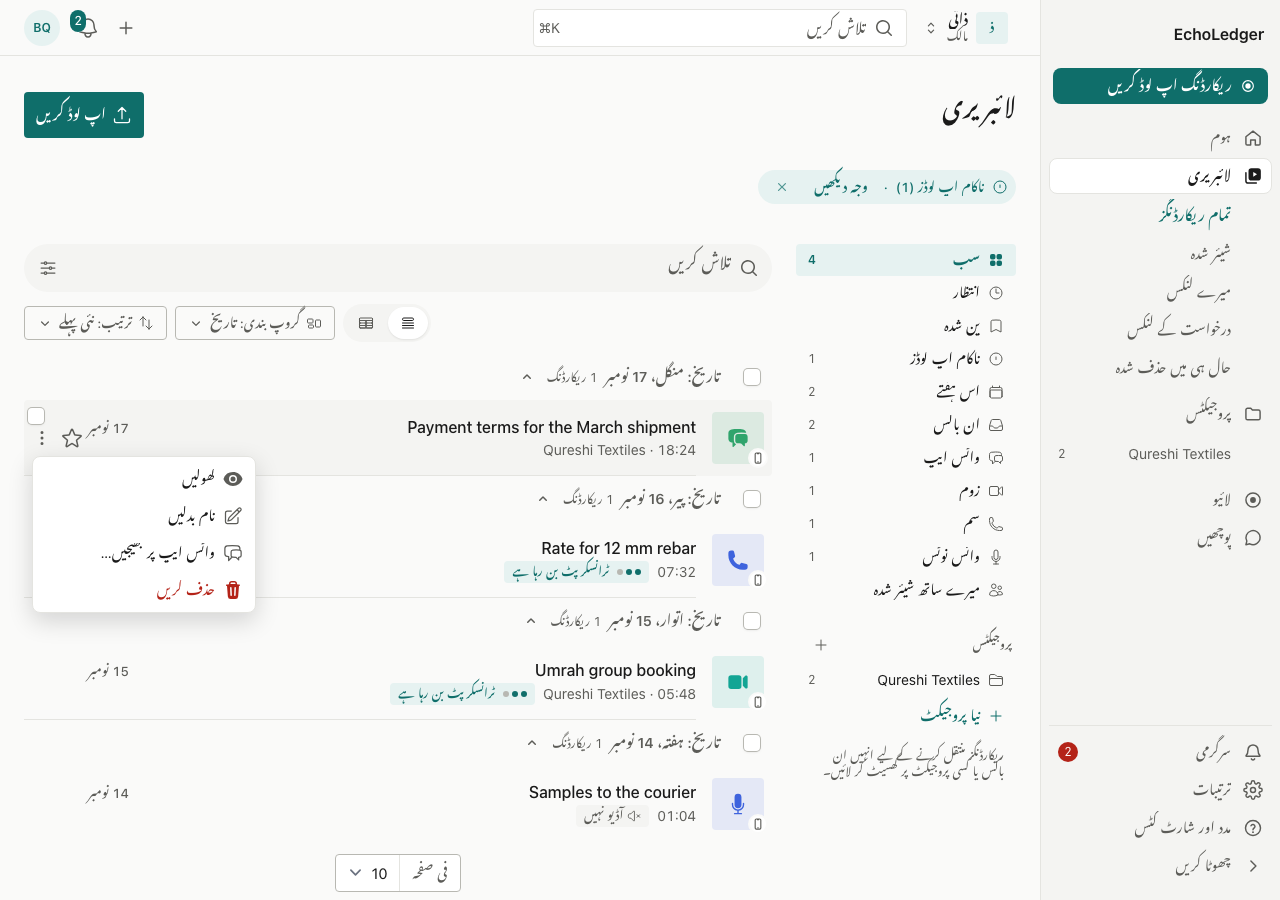 EchoLedger
ریکارڈنگ اپ لوڈ کریں
ہوم
لائبریری
تمام ریکارڈنگز
شیئر شدہ
میرے لنکس
درخواست کے لنکس
حال ہی میں حذف شدہ
پروجیکٹس
Qureshi Textiles 2
لائیو
پوچھیں
سرگرمی 2
ترتیبات
مدد اور شارٹ کٹس
چھوٹا کریں
ذ
ذاتی
مالک
تلاش کریں ⌘K
2
BQ
لائبریری
اپ لوڈ کریں
ناکام اپ لوڈز (1) · وجہ دیکھیں
سب 4
انتظار
پن شدہ
ناکام اپ لوڈز 1
اس ہفتے 2
ان باکس 2
واٹس ایپ 1
زوم 1
سم 1
وائس نوٹس 1
میرے ساتھ شیئر شدہ
پروجیکٹس
Qureshi Textiles 2
نیا پروجیکٹ
ریکارڈنگز منتقل کرنے کے لیے انہیں ان
باکس یا کسی پروجیکٹ پر گھسیٹ کر لائیں۔
تلاش کریں
گروپ بندی: تاریخ
ترتیب: نئی پہلے
تاریخ: منگل، 17 نومبر 1 ریکارڈنگ
Payment terms for the March shipment
Qureshi Textiles · 18:24
17 نومبر
کھولیں
نام بدلیں
واٹس ایپ پر بھیجیں...
حذف کریں
تاریخ: پیر، 16 نومبر 1 ریکارڈنگ
Rate for 12 mm rebar
07:32 ٹرانسکرپٹ بن رہا ہے
تاریخ: اتوار، 15 نومبر 1 ریکارڈنگ
Umrah group booking
Qureshi Textiles · 05:48 ٹرانسکرپٹ بن رہا ہے
15 نومبر
تاریخ: ہفتہ، 14 نومبر 1 ریکارڈنگ
Samples to the courier
01:04 آڈیو نہیں
14 نومبر
فی صفحہ 10